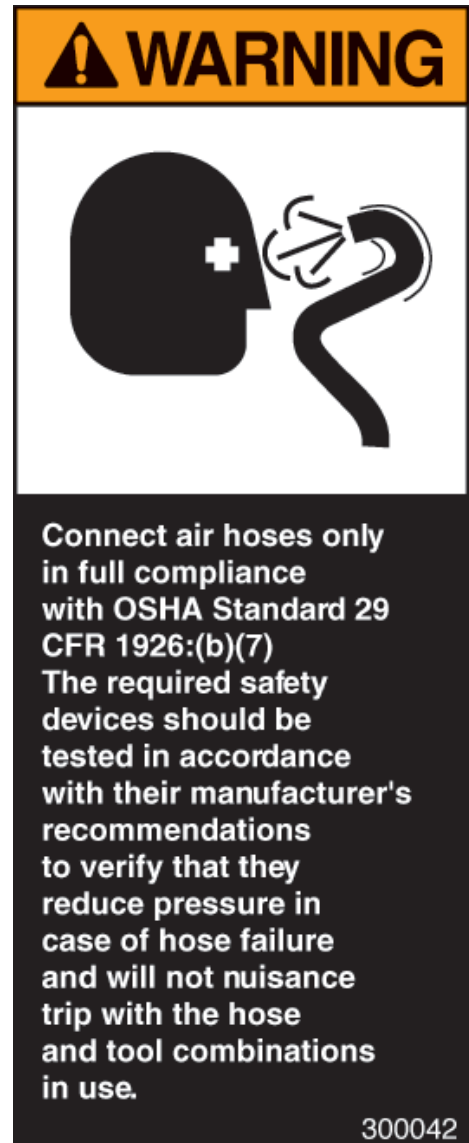 WARNING
Connect air hoses only
in full compliance
with OSHA Standard 29
CFR 1926:(b)(7)
The required safety
devices should be
tested in accordance
with their manufacturer's
recommendations
to verify that they
reduce pressure in
case of hose failure
and will not nuisance
trip with the hose
and tool combinations
in use.
300042